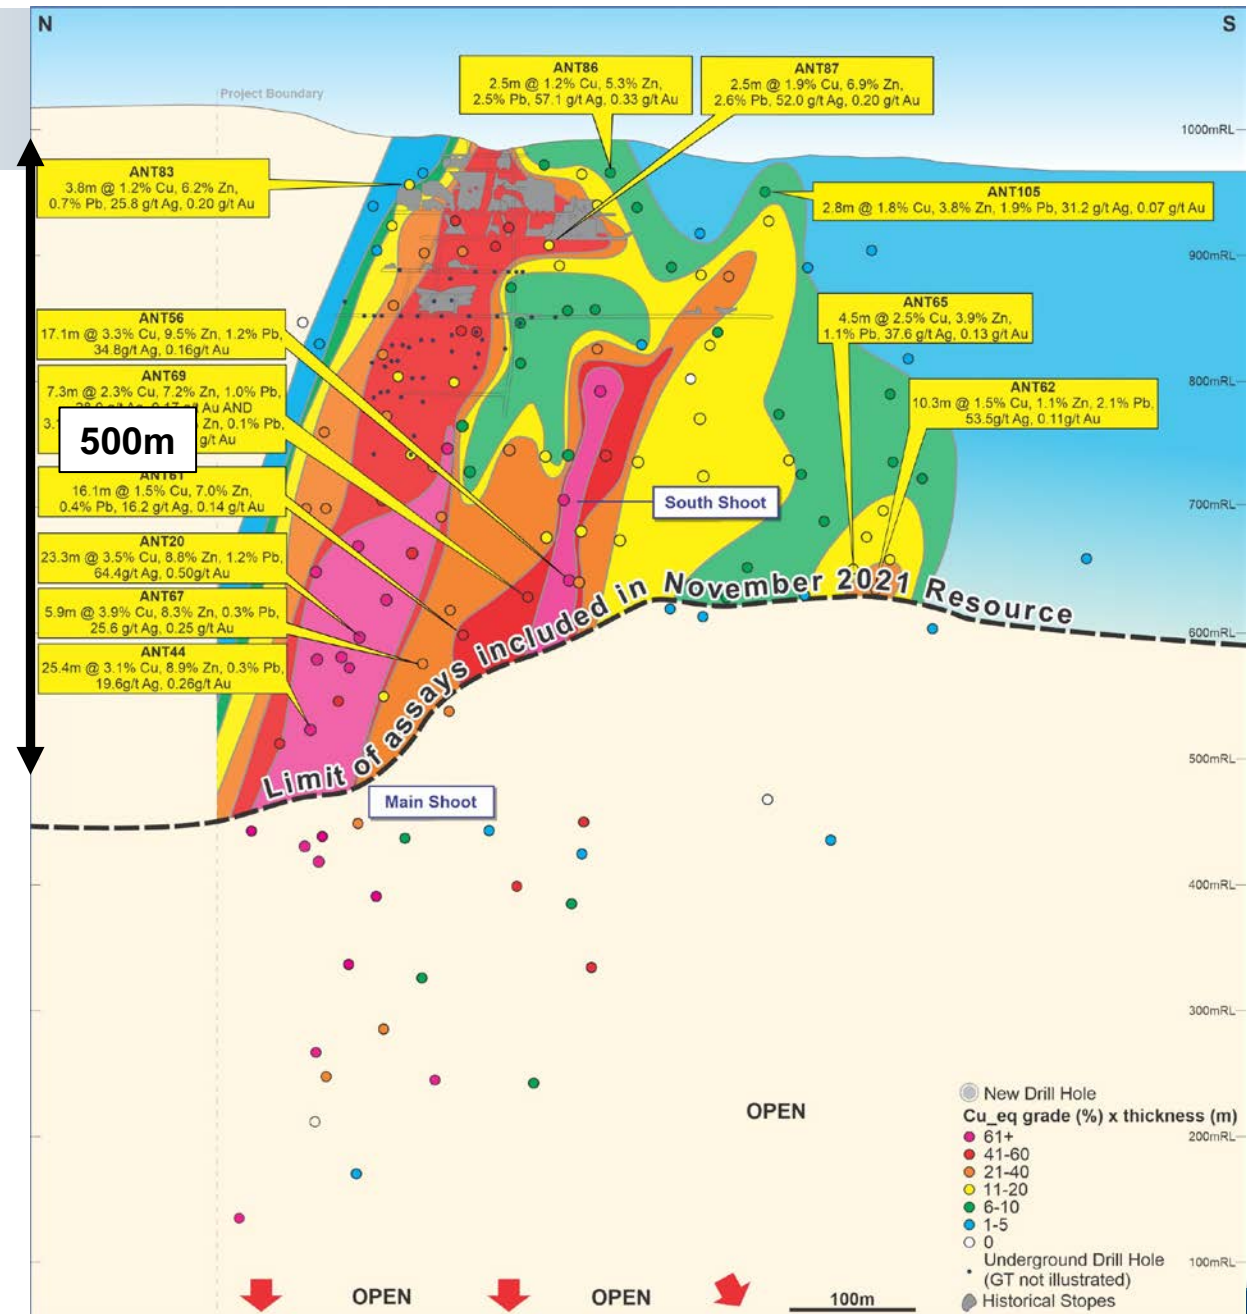 N
S
Project Boundary
ANT86
2.5m @ 1.2% Cu, 5.3% Zn,
2.5% Pb, 57.1 g/t Ag, 0.33 g/t Au
ANT87
2.5m @ 1.9% Cu, 6.9% Zn,
2.6% Pb, 52.0 g/t Ag, 0.20 g/t Au
1000mRL
ANT83
3.8m @ 1.2% Cu, 6.2% Zn,
0.7% Pb, 25.8 g/t Ag, 0.20 g/t Au
ANT105
2.8m @ 1.8% Cu, 3.8% Zn, 1.9% Pb, 31.2 g/t Ag, 0.07 g/t Au
900mRL
ANT65
4.5m @ 2.5% Cu, 3.9% Zn,
1.1% Pb, 37.6 g/t Ag, 0.13 g/t Au
ANT56
17.1m @ 3.3% Cu, 9.5% Zn, 1.2% Pb,
34.8g/t Ag, 0.16g/t Au
800mRL
ANT62
10.3m @ 1.5% Cu, 1.1% Zn, 2.1% Pb,
53.5g/t Ag, 0.11g/t Au
ANT69
7.3m @ 2.3% Cu, 7.2% Zn, 1.0% Pb,
Au AND
Zn, 0.1% Pb,
g/t Au
500m
ANT61
16.1m @ 1.5% Cu, 7.0% Zn,
0.4% Pb, 16.2 g/t Ag, 0.14 g/t Au
South Shoot
700mRL
ANT20
23.3m @ 3.5% Cu, 8.8% Zn, 1.2% Pb,
64.4g/t Ag, 0.50g/t Au
ANT67
5.9m @ 3.9% Cu, 8.3% Zn, 0.3% Pb,
25.6 g/t Ag, 0.25 g/t Au
600mRL
ANT44
25.4m @ 3.1% Cu, 8.9% Zn, 0.3% Pb,
19.6g/t Ag, 0.26g/t Au
Limit of assays included in November 2021 Resource
500mRL
Main Shoot
400mRL
300mRL
OPEN
New Drill Hole
Cu_eq grade (%) x thickness (m)
61+
41-60
200mRL
21-40
11-20
6-10
1-5
0
Underground Drill Hole
(GT not illustrated)
100mRL
Historical Stopes
OPEN
OPEN
100m